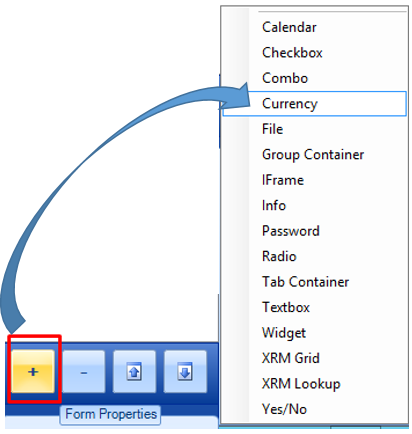 Calendar
Checkbox
Combo
Currency
File
Group Container
IFrame
Info
Password
Radio
Tab Container
Textbox
Widget
XRM Grid
XRM Lookup
Yes/No
+
-
Form Properties